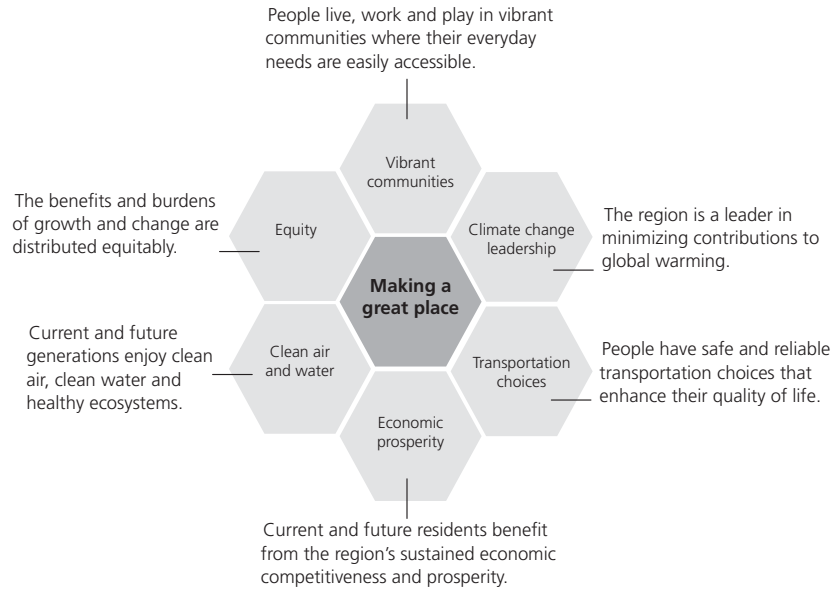 People live, work and play in vibrant
communities where their everyday
needs are easily accessible.
Vibrant
communities
Equity
The benefits and burdens
of growth and change are
distributed equitably.
Climate change
leadership
The region is a leader in
minimizing contributions to
global warming.
Making a
great place
Clean air
and water
Current and future
generations enjoy clean
air, clean water and
healthy ecosystems.
Transportation
choices
People have safe and reliable
transportation choices that
enhance their quality of life.
Economic
prosperity
Current and future residents benefit
from the region’s sustained economic
competitiveness and prosperity.